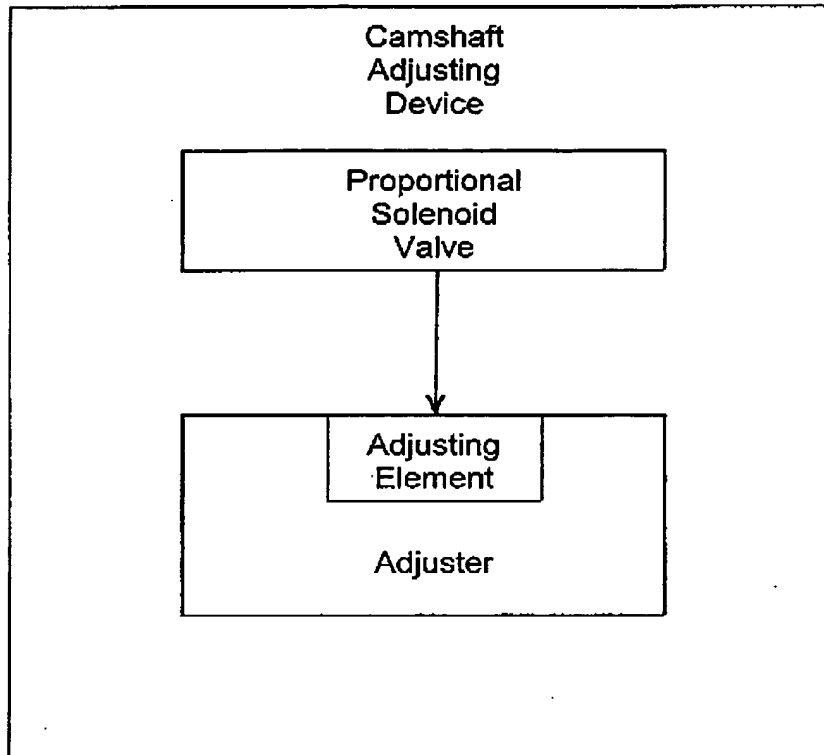 Camshaft
Adjusting
Device
Proportional
Solenoid
Valve
Adjusting
Element
Adjuster